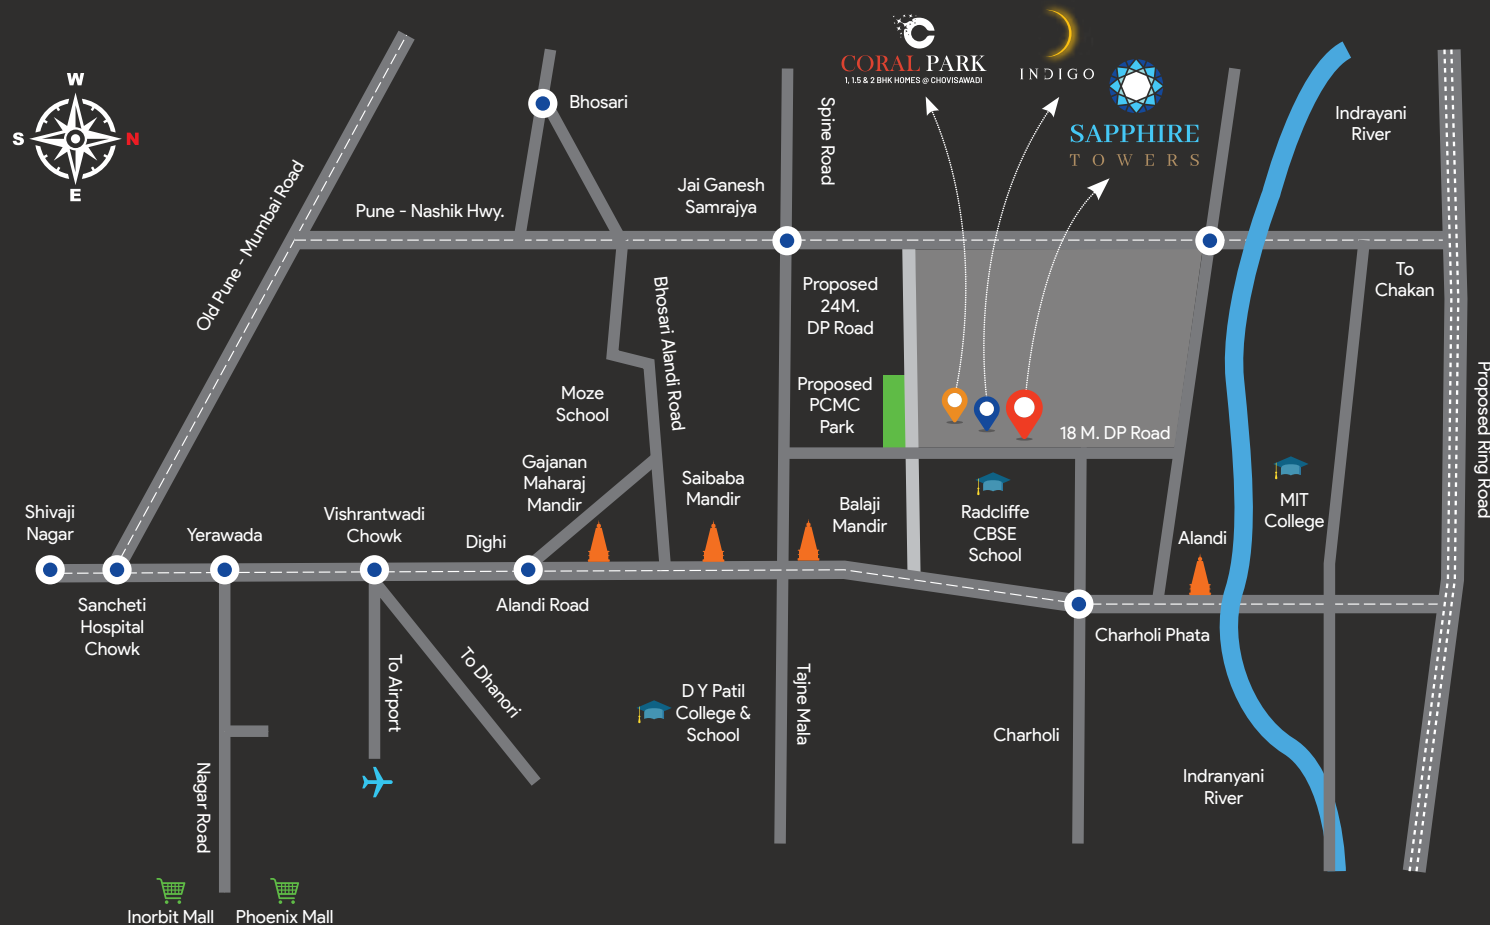 CORAL PARK
1, 1.5 & 2 BHK HOMES @ CHOVISAWADI
INDIGO
SAPPHIRE
TOWERS
W
S
N
E
Bhosari
Spine Road
Indrayani
River
Old Pune - Mumbai Road
Pune - Nashik Hwy.
Jai Ganesh
Samrajya
To
Chakan
Proposed
24M.
DP Road
Bhosari Alandi Road
Proposed
PCMC
Park
Moze
School
18 M. DP Road
Proposed Ring Road
Gajanan
Maharaj
Mandir
Saibaba
Mandir
Balaji
Mandir
Radcliffe
CBSE
School
MIT
College
Alandi
Shivaji
Nagar
Yerawada
Vishrantwadi
Chowk
Dighi
Sancheti
Hospital
Chowk
Alandi Road
Charholi Phata
To Airport
To Dhanori
D Y Patil
College &
School
Tajne Mala
Charholi
Indranyani
River
Nagar Road
Inorbit Mall
Phoenix Mall